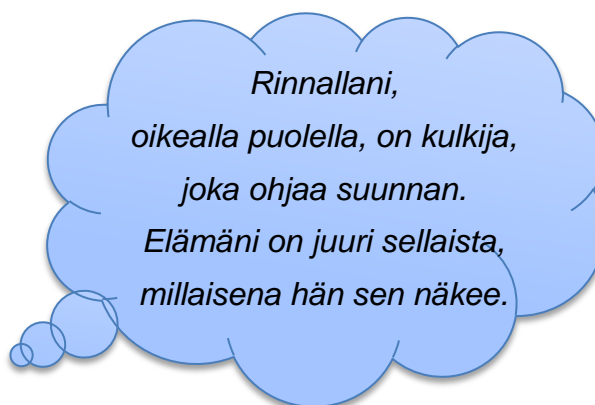 Rinnallani,
oikealla puolella, on kulkija,
joka ohjaa suunnan.
Elämäni on juuri sellaista,
millaisena hän sen näkee.